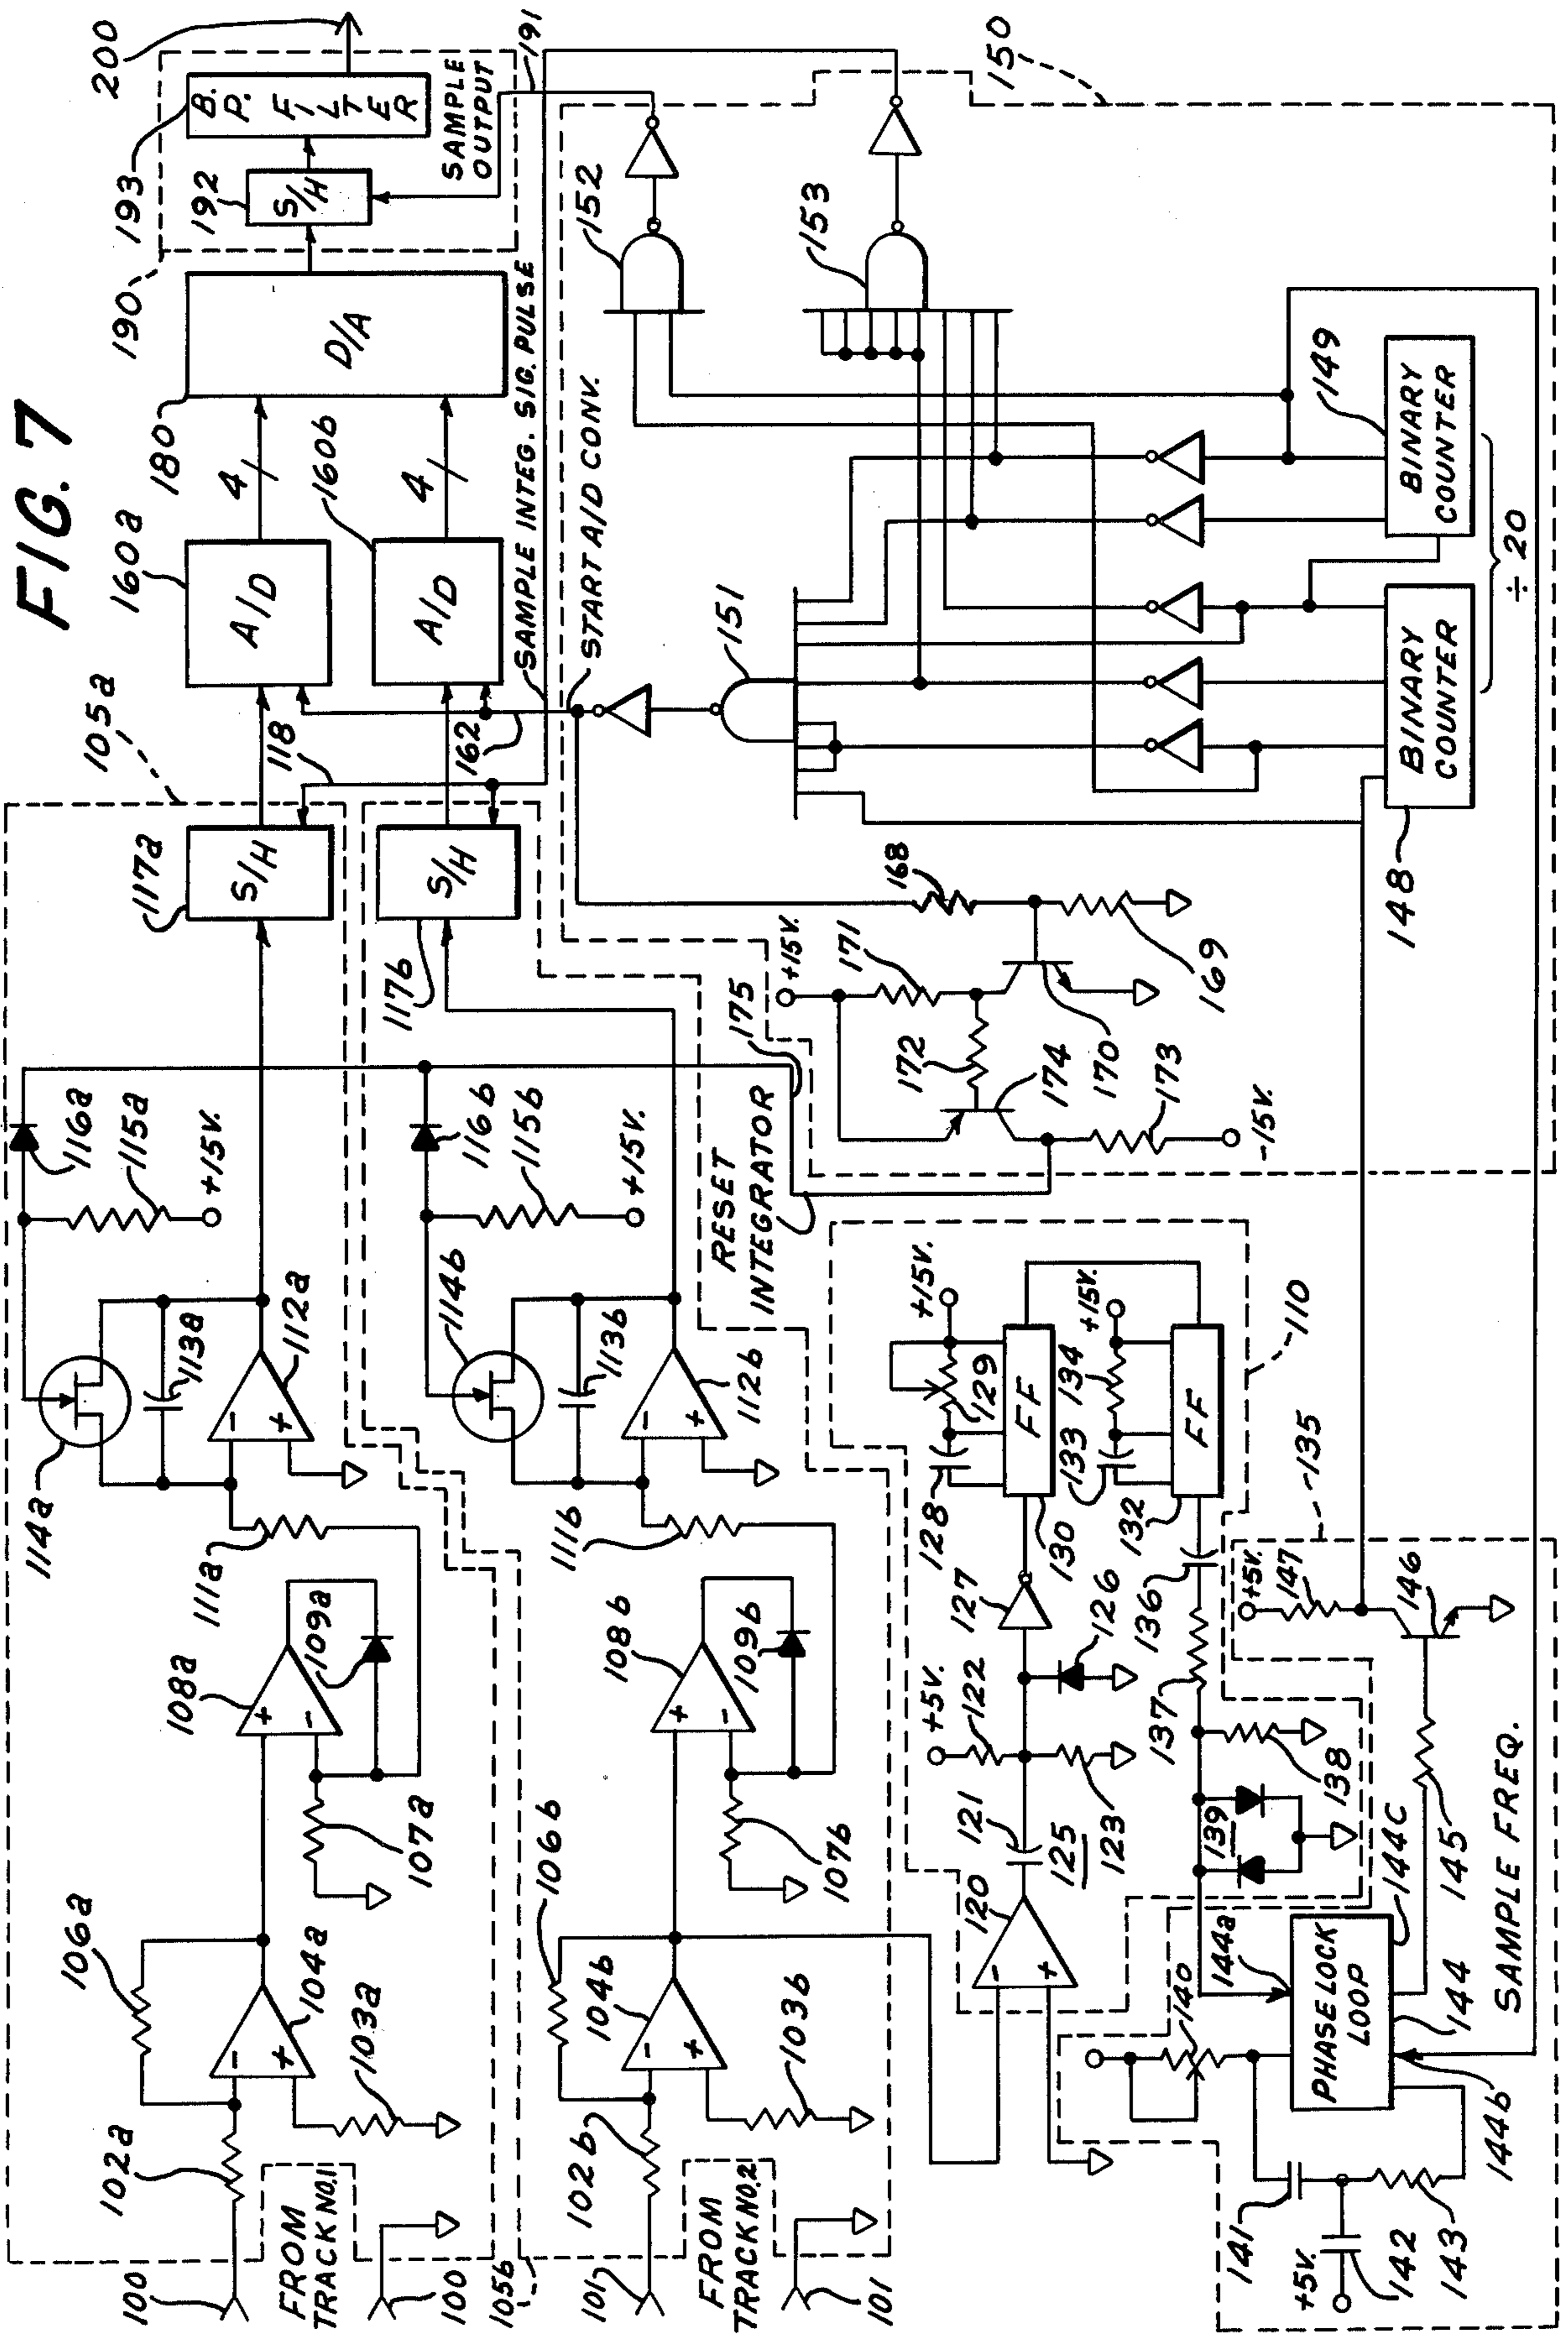 FIG. 7
105a
117a
S/H
118
160a
A/D
4
180
D/A
190
193
192
S/H
B.P. FILTER
200
SAMPLE
OUTPUT
191
116a
115a
+15V.
114a
113a
112a
111a
109a
108a
107a
106a
104a
103a
102a
100
FROM
TRACK NO.1
100
117b
S/H
162
160b
A/D
4
SAMPLE INTEG. SIG. PULSE
START A/D CONV.
116b
115b
+15V.
114b
113b
112b
111b
109b
108b
107b
106b
104b
103b
102b
101
FROM
TRACK NO.2
101
105b
RESET
INTEGRATOR
175
+15V.
171
168
172
174
170
169
173
-15V.
151
152
153
150
148
BINARY
COUNTER
149
BINARY
COUNTER
÷ 20
110
120
121
125
+5V.
122
123
126
127
128
129
+15V.
130
FF
132
FF
133
134
+15V.
136
137
138
139
135
140
141
142
143
+5V.
144a
PHASE LOCK
LOOP
144c
144
144b
145
146
147
+5V.
SAMPLE FREQ.